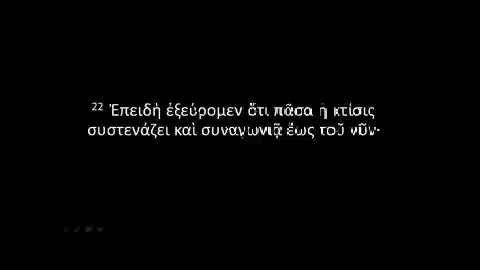 22 Ἐπειδὴ ἐξεύρομεν ὅτι πᾶσα ἡ κτίσις
συστενάζει καὶ συναγωνιᾷ ἕως τοῦ νῦν·